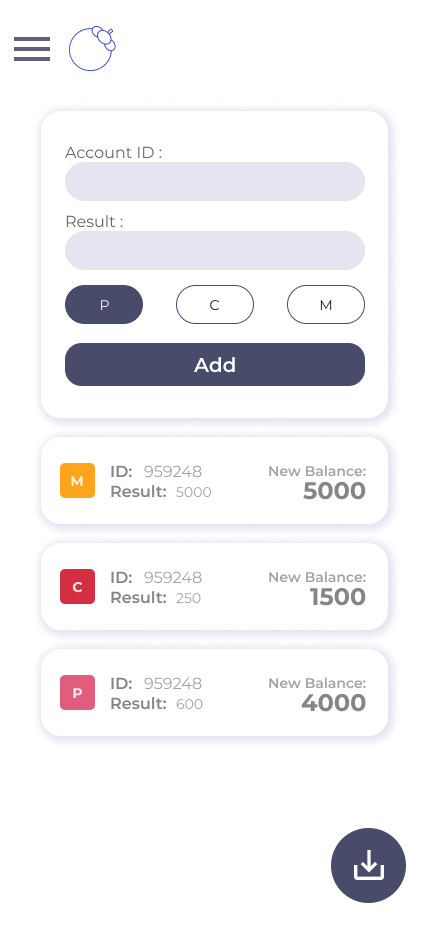 Account ID :
Result :
P C M
Add
M ID: 959248 New Balance:
Result: 5000 5000
C ID: 959248 New Balance:
Result: 250 1500
P ID: 959248 New Balance:
Result: 600 4000